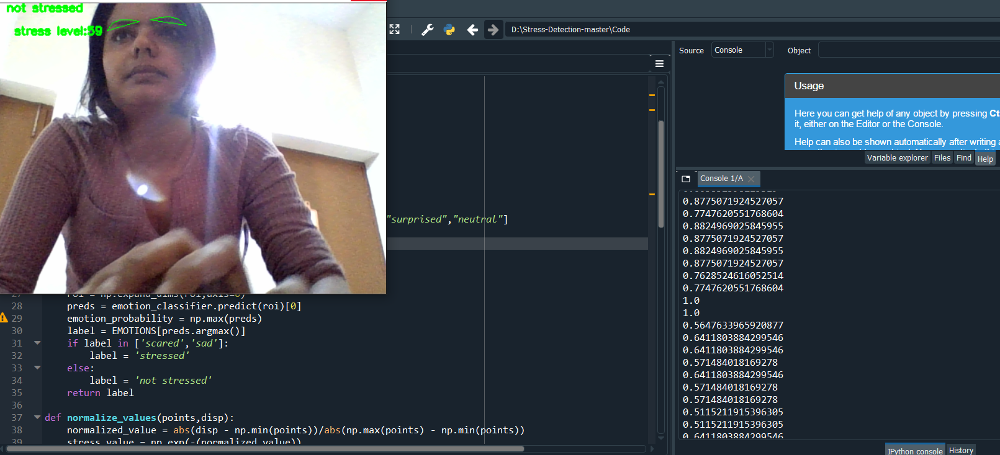 not stressed
stress level:59
D:\Stress-Detection-master\Code
Source
Console
Object
Usage
Here you can get help of any object by pressing Ct
it, either on the Editor or the Console.
Help can also be shown automatically after writing a
Variable explorer
Files
Find
Help
"surprised","neutral"]
27 roi = np.expand_dims(roi,axis=0)
28 preds = emotion_classifier.predict(roi)[0]
29 emotion_probability = np.max(preds)
30 label = EMOTIONS[preds.argmax()]
31 if label in ['scared','sad']:
32 label = 'stressed'
33 else:
34 label = 'not stressed'
35 return label
36
37 def normalize_values(points,disp):
38 normalized_value = abs(disp - np.min(points))/abs(np.max(points) - np.min(points))
39 stress_value = np.exp(-(normalized_value))
Console 1/A
0.8775071924527057
0.7747620551768604
0.8824969025845955
0.8775071924527057
0.8824969025845955
0.8775071924527057
0.7628524616052514
0.7747620551768604
1.0
1.0
0.5647633965920877
0.6411803884299546
0.6411803884299546
0.571484018169278
0.6411803884299546
0.571484018169278
0.571484018169278
0.5115211915396305
0.5115211915396305
0.6411803884299546
IPython console
History